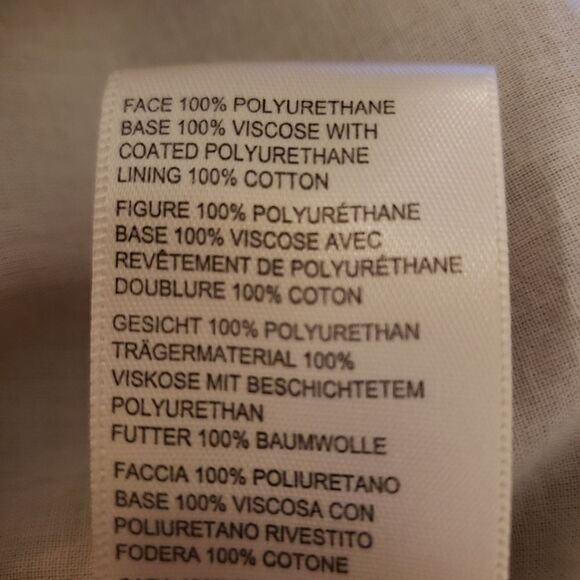 FACE 100% POLYURETHANE
BASE 100% VISCOSE WITH
COATED POLYURETHANE
LINING 100% COTTON
FIGURE 100% POLYURÉTHANE
BASE 100% VISCOSE AVEC
REVÊTEMENT DE POLYURÉTHANE
DOUBLURE 100% COTON
GESICHT 100% POLYURETHAN
TRÄGERMATERIAL 100%
VISKOSE MIT BESCHICHTETEM
POLYURETHAN
FUTTER 100% BAUMWOLLE
FACCIA 100% POLIURETANO
BASE 100% VISCOSA CON
POLIURETANO RIVESTITO
FODERA 100% COTONE